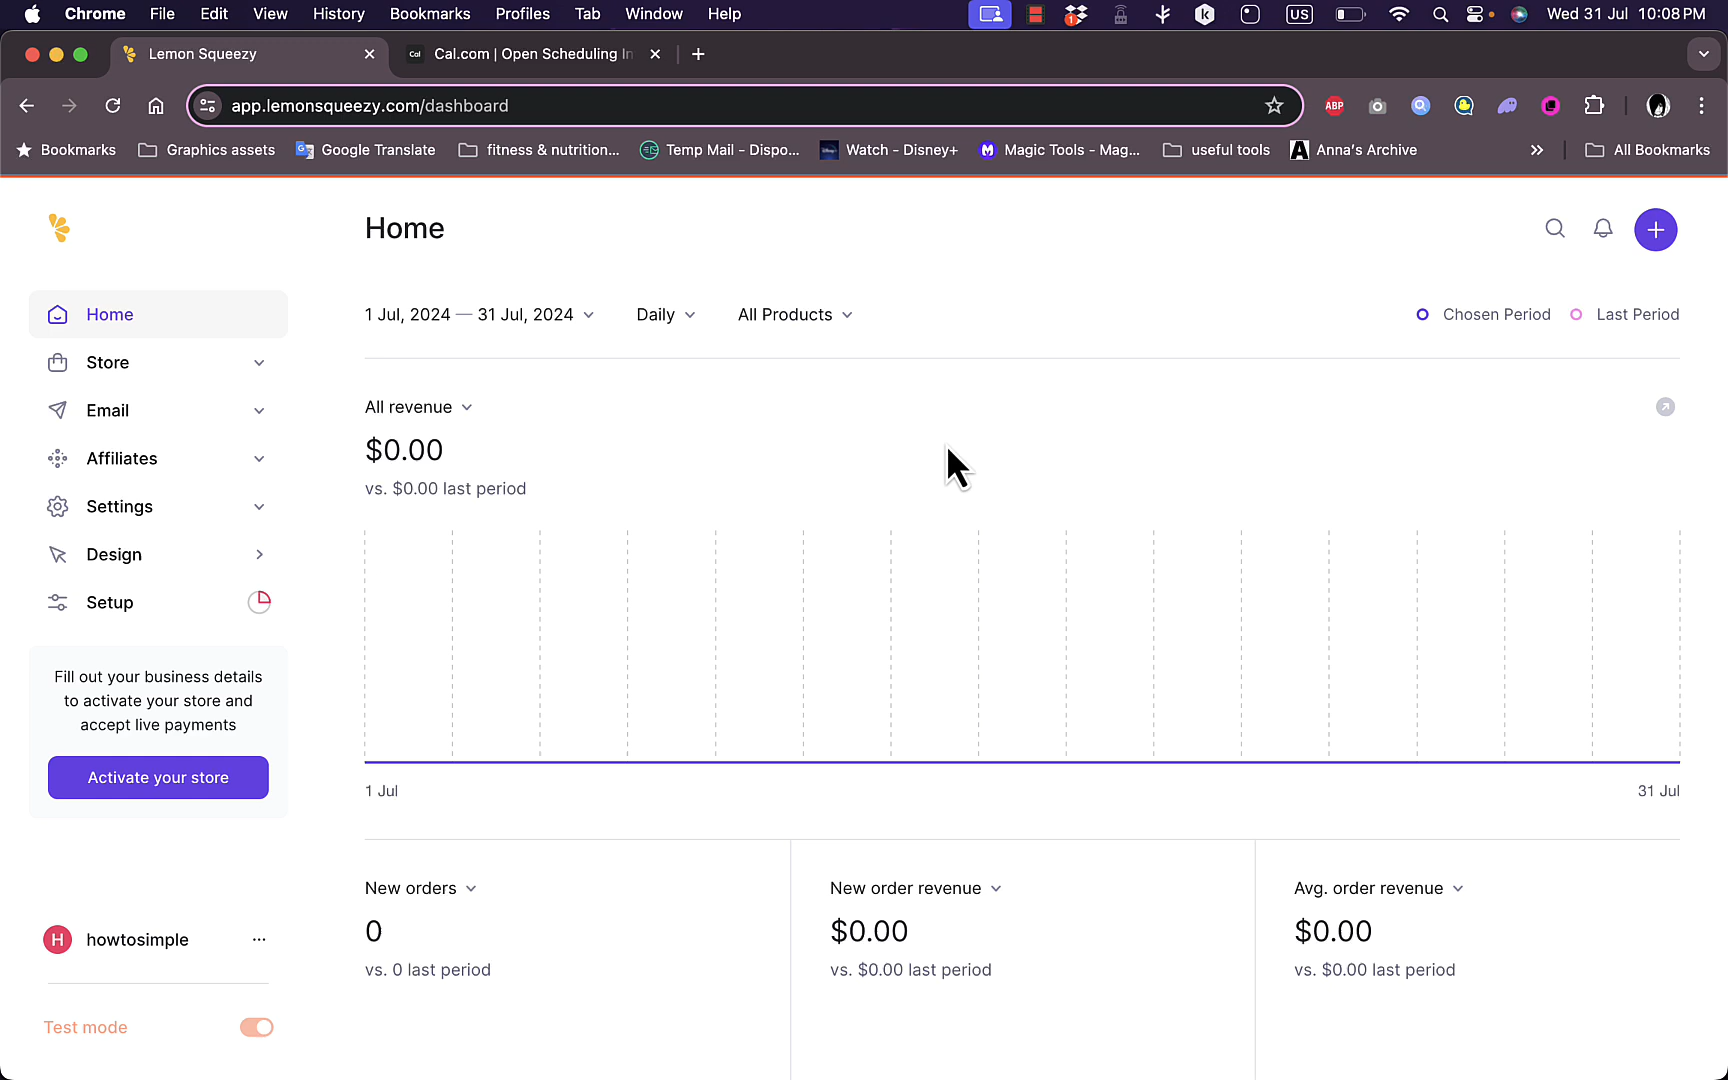 Chrome File Edit View History Bookmarks Profiles Tab Window Help US Wed 31 Jul 10:08 PM
Lemon Squeezy Cal.com | Open Scheduling In
app.lemonsqueezy.com/dashboard ABP
Bookmarks Graphics assets Google Translate fitness & nutrition... Temp Mail - Dispo... Watch - Disney+ Magic Tools - Mag... useful tools Anna's Archive All Bookmarks
Home
Home
Store
Email
Affiliates
Settings
Design
Setup
Fill out your business details
to activate your store and
accept live payments
Activate your store
H howtosimple
Test mode
1 Jul, 2024 — 31 Jul, 2024 Daily All Products Chosen Period Last Period
All revenue
$0.00
vs. $0.00 last period
1 Jul 31 Jul
New orders
0
vs. 0 last period
New order revenue
$0.00
vs. $0.00 last period
Avg. order revenue
$0.00
vs. $0.00 last period